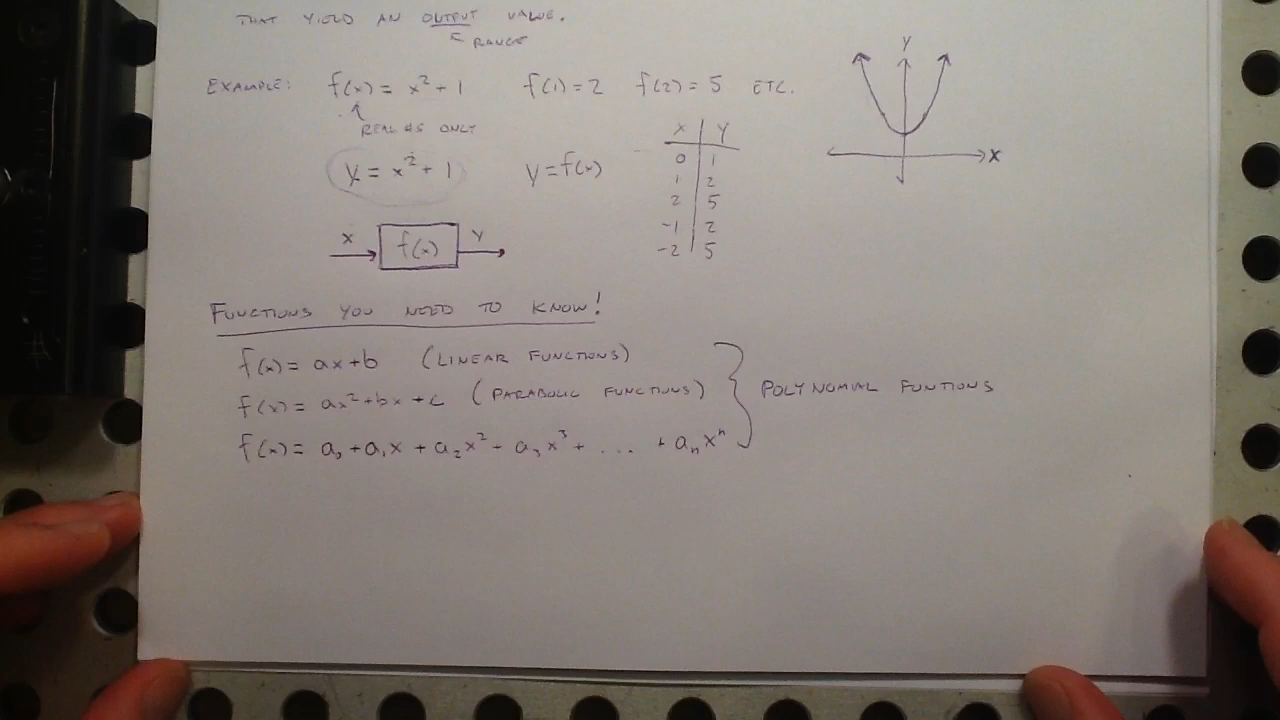 THAT YIELD AN OUTPUT VALUE.
RANGE
EXAMPLE: f(x) = x² + 1 f(1) = 2 f(2) = 5 ETC.
REAL #S ONLY
y = x² + 1 y = f(x)
X Y
0 1
1 2
2 5
-1 2
-2 5
Y
X
X f(x) Y
FUNCTIONS YOU NEED TO KNOW!
f(x) = ax + b (LINEAR FUNCTIONS)
f(x) = ax² + bx + c (PARABOLIC FUNCTIONS) POLYNOMIAL FUNTIONS
f(x) = a₀ + a₁x + a₂x² + a₃x³ + ... + aₙxⁿ